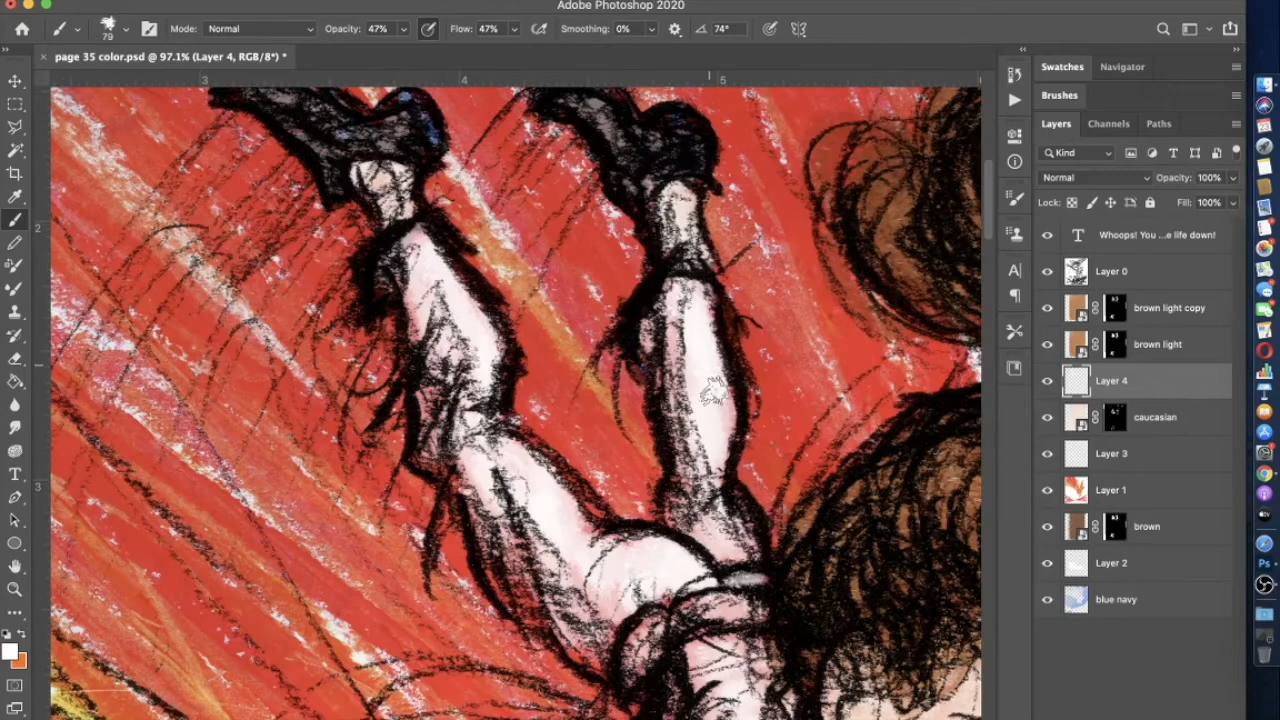 Adobe Photoshop 2020
79
Mode: Normal
Opacity: 47%
Flow: 47%
Smoothing: 0%
74°
page 35 color.psd @ 97.1% (Layer 4, RGB/8*) *
3
4
5
2
3
Swatches
Navigator
Brushes
Layers
Channels
Paths
Kind
Normal
Opacity: 100%
Lock:
Fill: 100%
Whoops! You ...e life down!
Layer 0
brown light copy
brown light
Layer 4
caucasian
Layer 3
Layer 1
brown
Layer 2
blue navy